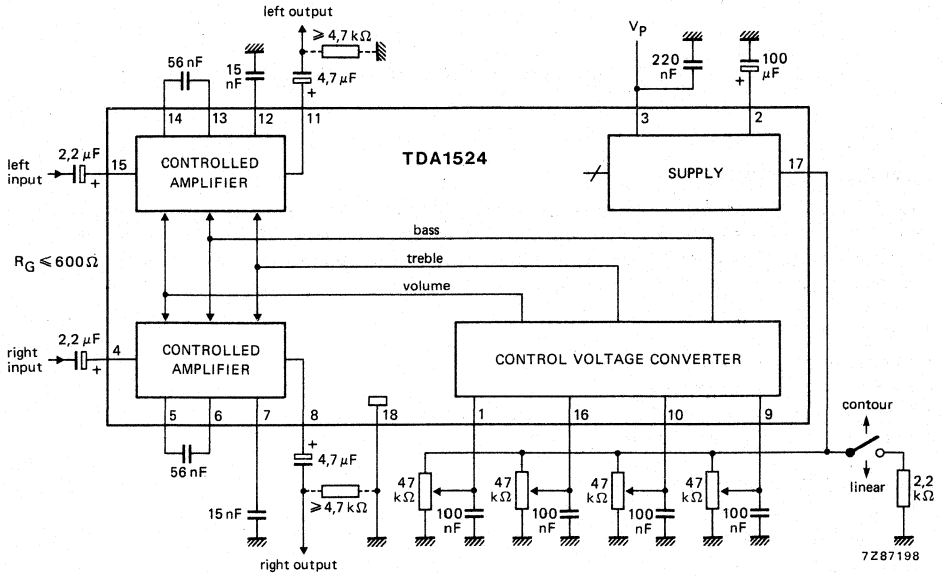 left output
≥ 4,7 kΩ
56 nF
15
nF
4,7 μF
+
V_P
220
nF
100
μF
+
14
13
12
11
3
2
left
input
2,2 μF
+
15
CONTROLLED
AMPLIFIER
TDA1524
SUPPLY
17
bass
R_G ≤ 600 Ω
treble
volume
right
input
2,2 μF
+
4
CONTROLLED
AMPLIFIER
CONTROL VOLTAGE CONVERTER
5
6
7
8
18
1
16
10
9
contour
linear
56 nF
+
4,7 μF
15 nF
≥ 4,7 kΩ
right output
47
kΩ
100
nF
47
kΩ
100
nF
47
kΩ
100
nF
47
kΩ
100
nF
2,2
kΩ
7Z87198